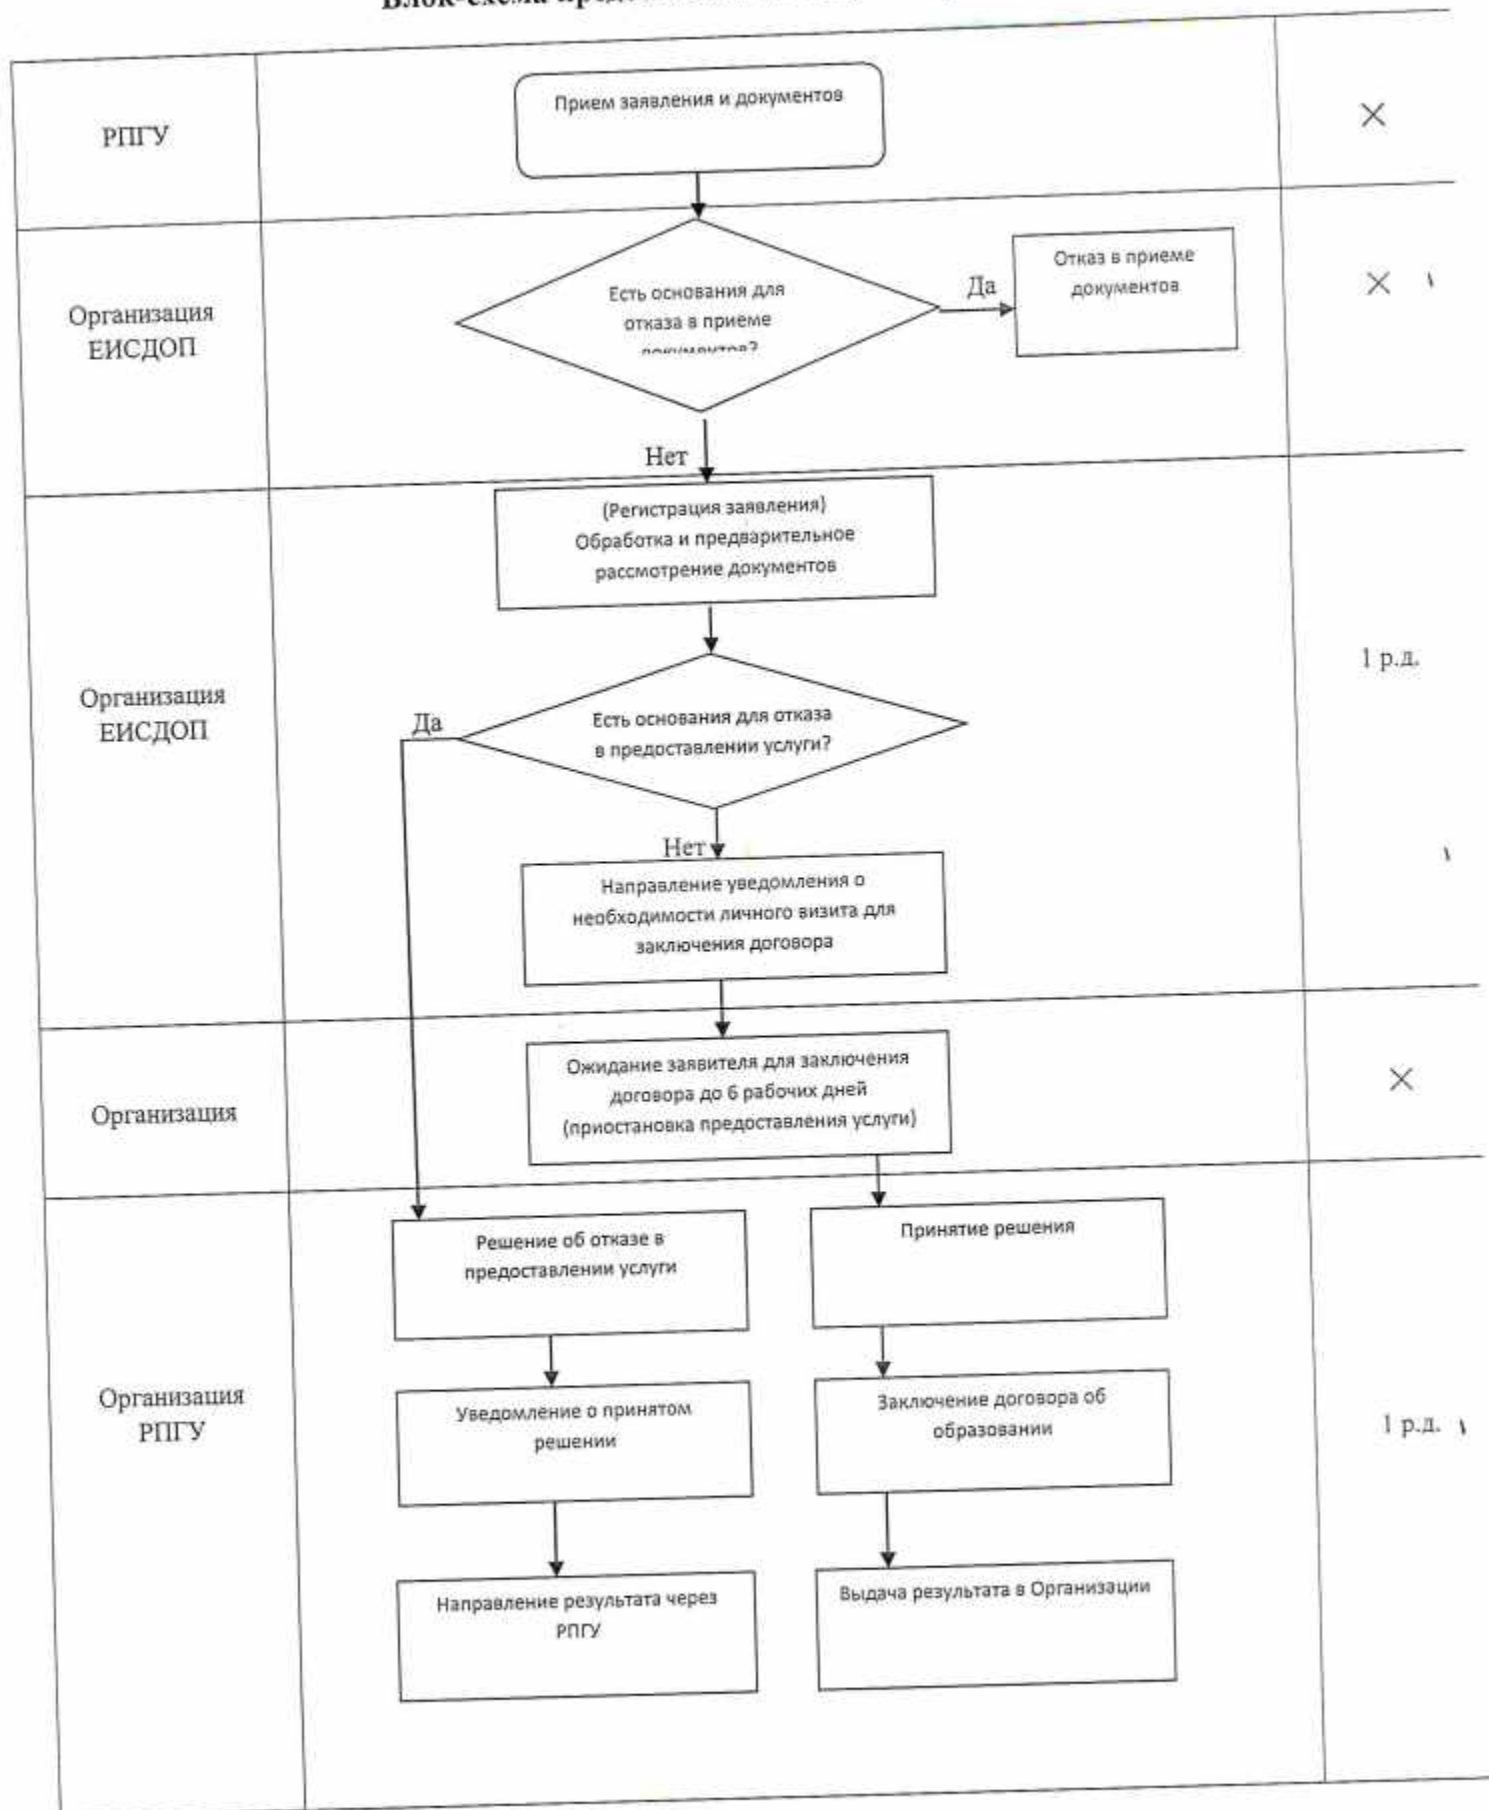 РПГУ
Прием заявления и документов
×
Организация
ЕИСДОП
Есть основания для
отказа в приеме
документов?
Да
Отказ в приеме
документов
×
Нет
Организация
ЕИСДОП
(Регистрация заявления)
Обработка и предварительное
рассмотрение документов
1 р.д.
Есть основания для отказа
в предоставлении услуги?
Да
Нет
Направление уведомления о
необходимости личного визита для
заключения договора
Организация
Ожидание заявителя для заключения
договора до 6 рабочих дней
(приостановка предоставления услуги)
×
Организация
РПГУ
Решение об отказе в
предоставлении услуги
Принятие решения
Уведомление о принятом
решении
Заключение договора об
образовании
1 р.д.
Направление результата через
РПГУ
Выдача результата в Организации